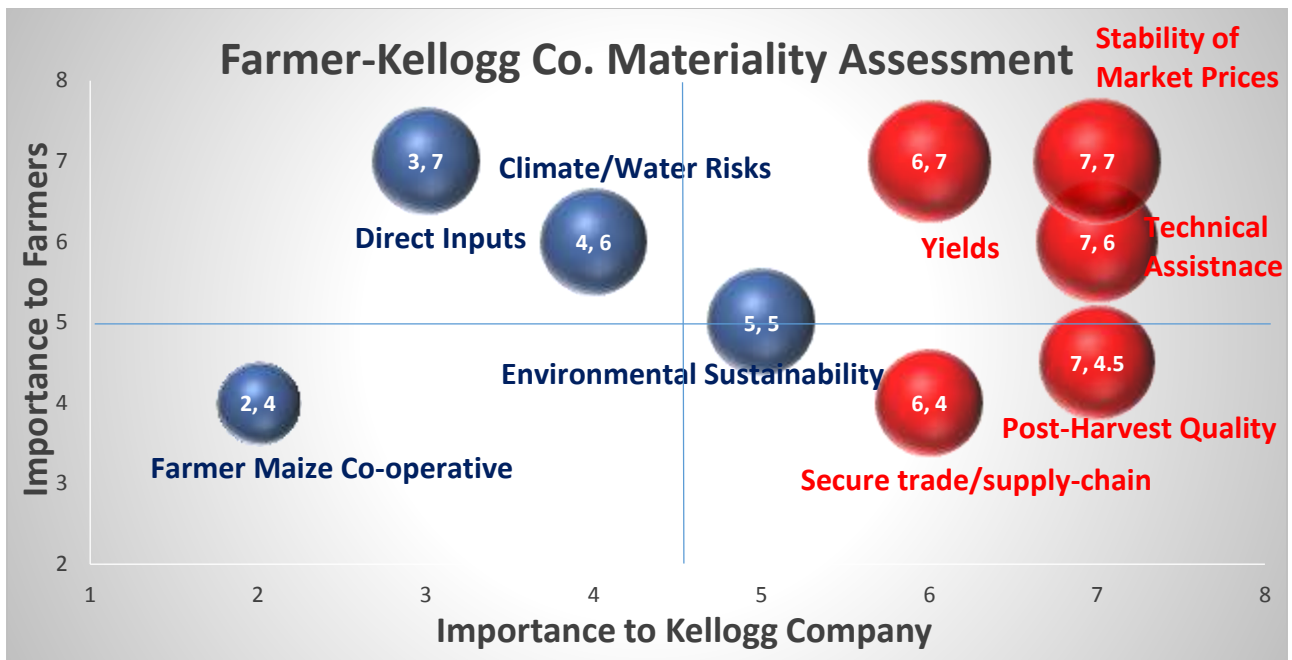 Farmer-Kellogg Co. Materiality Assessment
Stability of
Market Prices
8
7
6
5
4
3
2
Importance to Farmers
3, 7
Climate/Water Risks
6, 7
7, 7
Direct Inputs
4, 6
Yields
7, 6
Technical
Assistnace
5, 5
Environmental Sustainability
7, 4.5
2, 4
6, 4
Post-Harvest Quality
Farmer Maize Co-operative
Secure trade/supply-chain
1
2
3
4
5
6
7
8
Importance to Kellogg Company